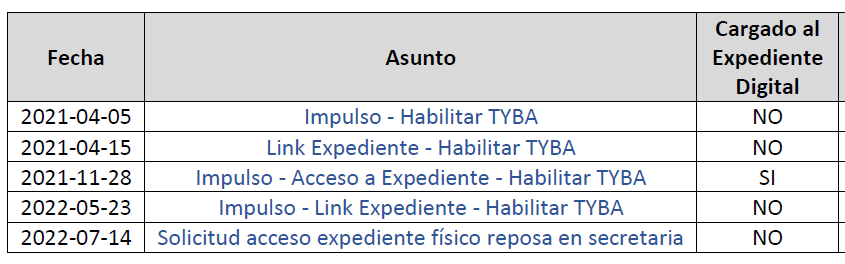 Fecha Asunto Cargado al Expediente Digital
2021-04-05 Impulso - Habilitar TYBA NO
2021-04-15 Link Expediente - Habilitar TYBA NO
2021-11-28 Impulso - Acceso a Expediente - Habilitar TYBA SI
2022-05-23 Impulso - Link Expediente - Habilitar TYBA NO
2022-07-14 Solicitud acceso expediente físico reposa en secretaria NO